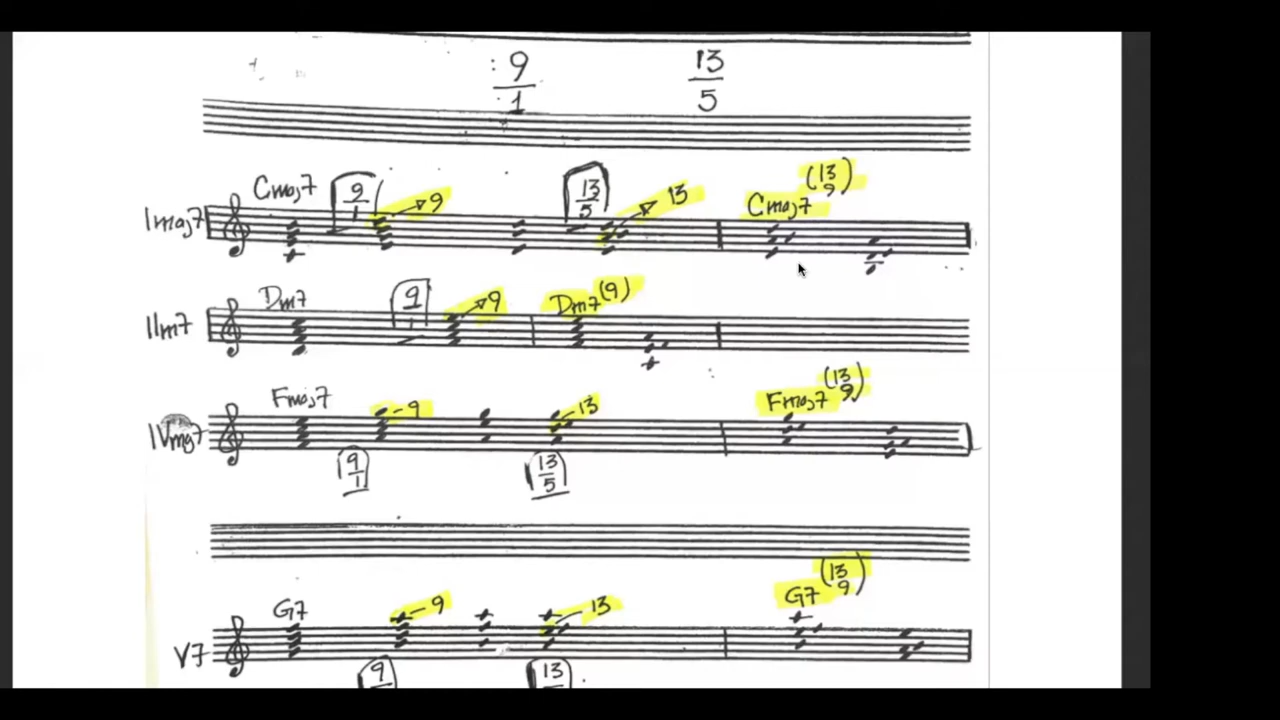 : 9 13
1 5
(13
Cmaj7 9 9 13 13 Cmaj7 9)
Imaj7 1 5
Dm7 9 9 Dm7(9)
IIm7 1
(13
Fmaj7 9 13 Fmaj7 9)
IVmaj7
9 13
1 5
(13
G7 9 13 G7 9)
V7
9 13